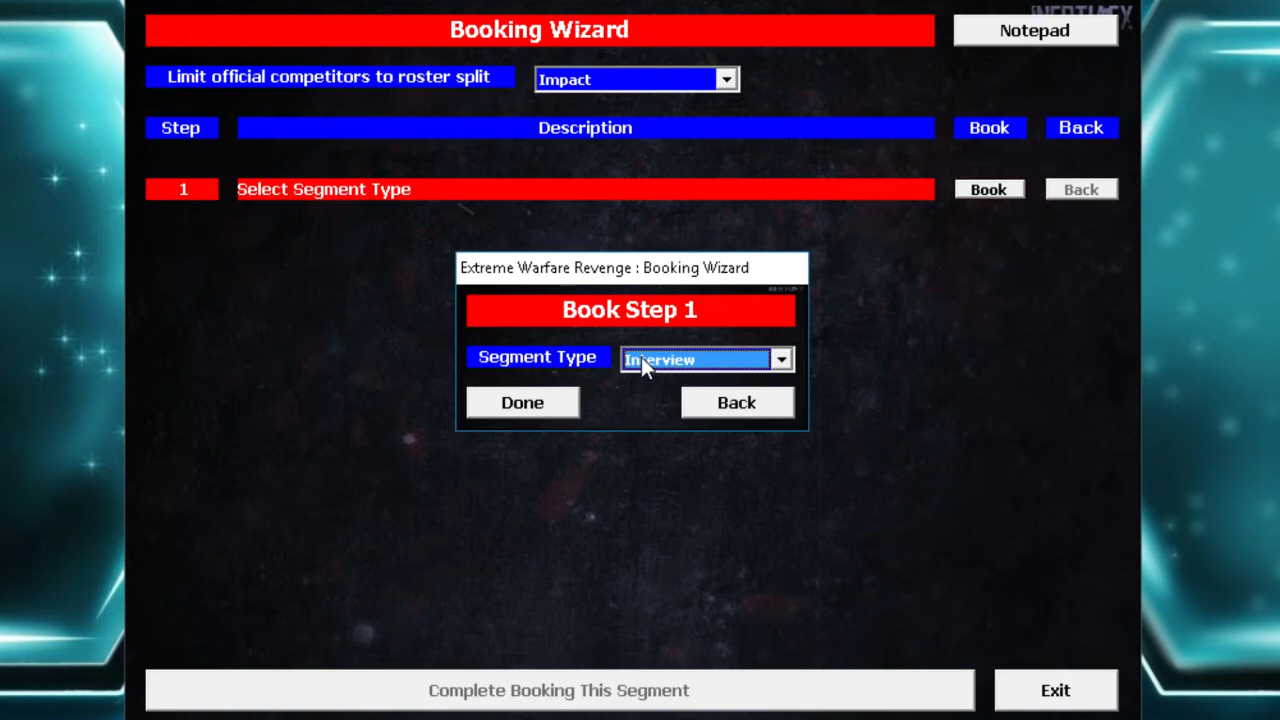 Booking Wizard
Notepad
Limit official competitors to roster split
Impact
Step
Description
Book
Back
1
Select Segment Type
Book
Back
Extreme Warfare Revenge : Booking Wizard
Book Step 1
Segment Type
Interview
Done
Back
Complete Booking This Segment
Exit